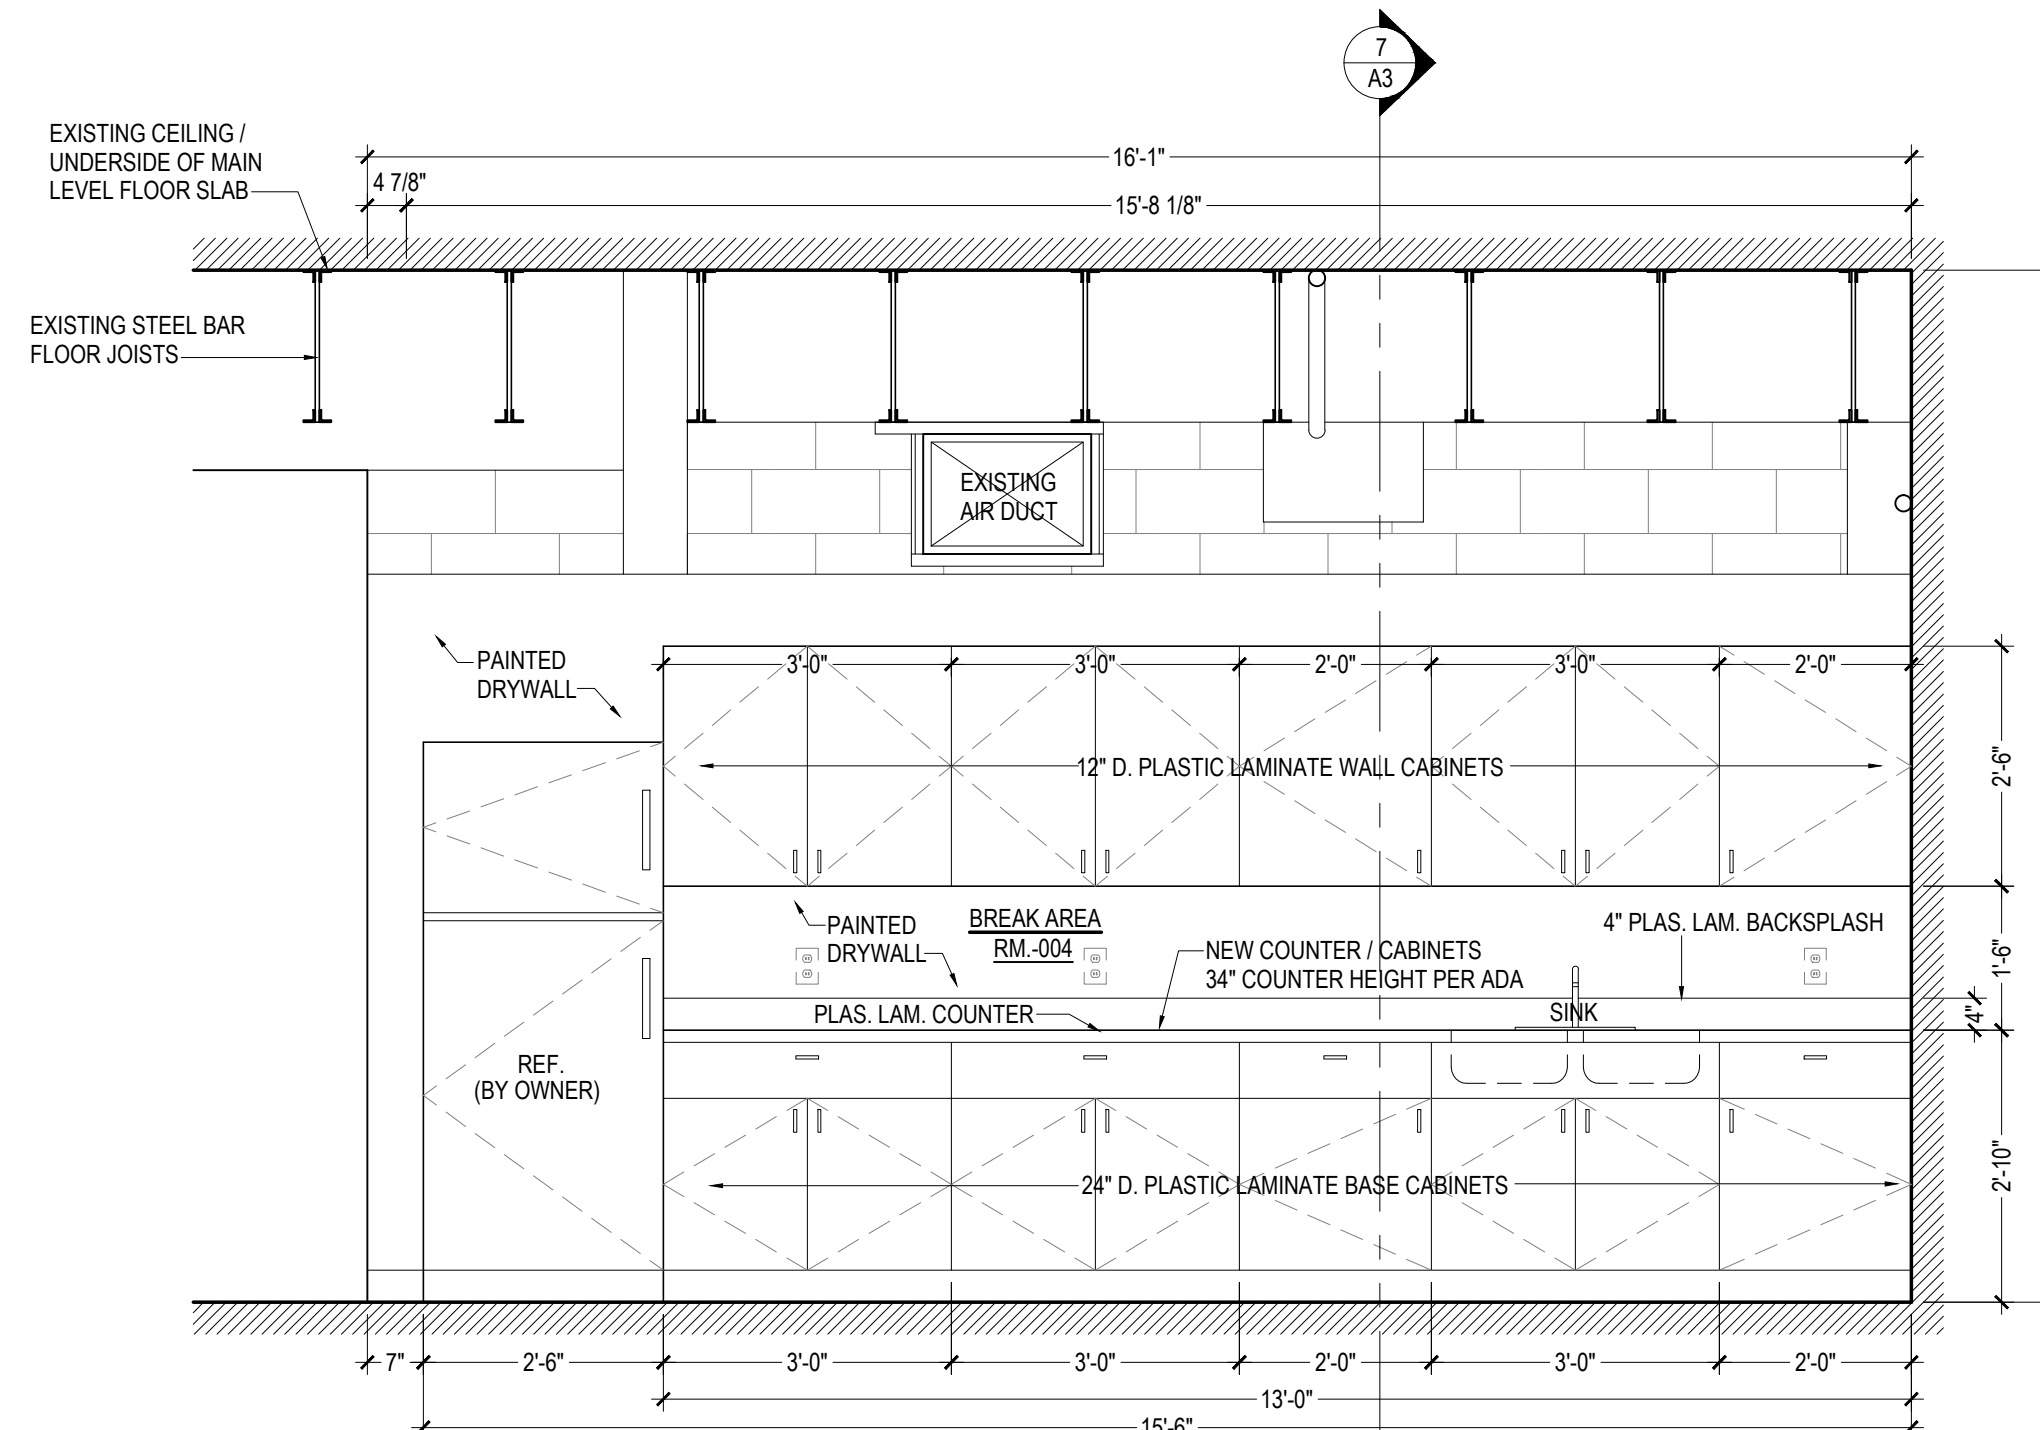 7
A3
EXISTING CEILING /
UNDERSIDE OF MAIN
LEVEL FLOOR SLAB
16'-1"
4 7/8"
15'-8 1/8"
EXISTING STEEL BAR
FLOOR JOISTS
EXISTING
AIR DUCT
PAINTED
DRYWALL
3'-0"
3'-0"
2'-0"
3'-0"
2'-0"
12" D. PLASTIC LAMINATE WALL CABINETS
2'-6"
PAINTED
DRYWALL
BREAK AREA
RM.-004
NEW COUNTER / CABINETS
34" COUNTER HEIGHT PER ADA
4" PLAS. LAM. BACKSPLASH
1'-6"
4"
PLAS. LAM. COUNTER
SINK
REF.
(BY OWNER)
24" D. PLASTIC LAMINATE BASE CABINETS
2'-10"
7"
2'-6"
3'-0"
3'-0"
2'-0"
3'-0"
2'-0"
13'-0"
15'-6"